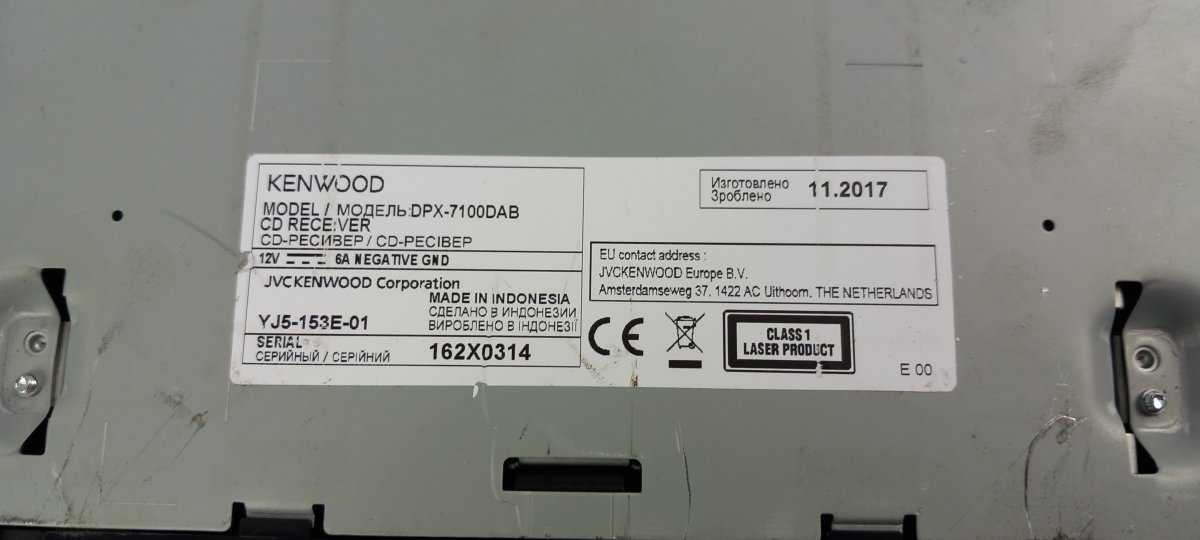 KENWOOD
MODEL / МОДЕЛЬ:DPX-7100DAB
CD RECEIVER
CD-РЕСИВЕР / CD-РЕСІВЕР
12V 6A NEGATIVE GND
JVCKENWOOD Corporation
MADE IN INDONESIA
СДЕЛАНО В ИНДОНЕЗИИ
YJ5-153E-01
ВИРОБЛЕНО В ІНДОНЕЗІЇ
SERIAL
СЕРИЙНЫЙ / СЕРІЙНИЙ
162X0314
Изготовлено
Зроблено
11.2017
EU contact address :
JVCKENWOOD Europe B.V.
Amsterdamseweg 37, 1422 AC Uithoorn, THE NETHERLANDS
CE
CLASS 1
LASER PRODUCT
E 00